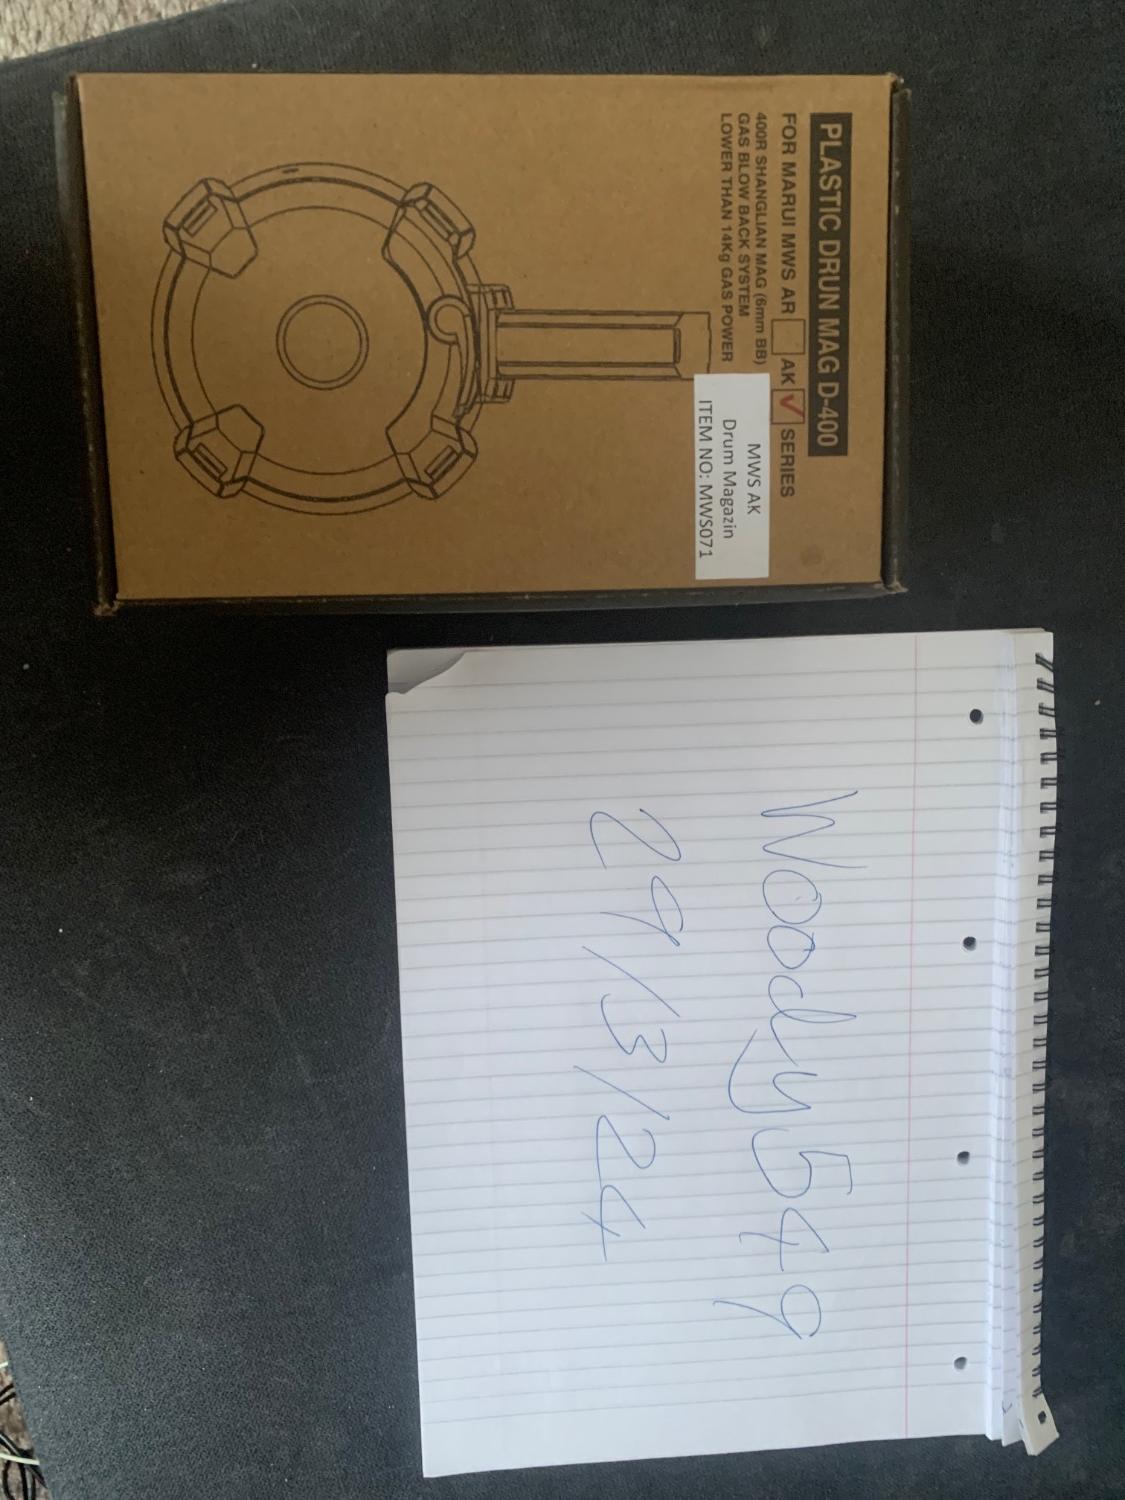 PLASTIC DRUM MAG D-400
FOR MARUI MWS AR AK SERIES
400R SHANGLIAN MAG (6mm BB)
GAS BLOW BACK SYSTEM
LOWER THAN 14Kg GAS POWER
MWS AK
Drum Magazin
ITEM NO: MWS071
Woody549
29/3/24